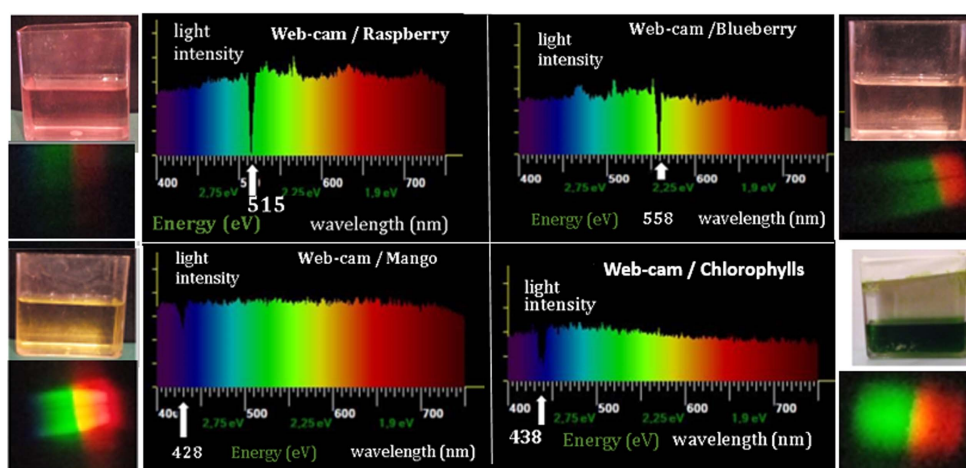 light
intensity
Web-cam / Raspberry
400
600
700
2,75 eV
2,25 eV
1,9 eV
515
Energy (eV)
wavelength (nm)
Web-cam /Blueberry
light
intensity
400
500
600
700
2,75 eV
2,25 eV
1,9 eV
Energy (eV)
558
wavelength (nm)
light
intensity
Web-cam / Mango
500
600
700
2,75 eV
2,25 eV
1,9 eV
428
Energy (eV)
wavelength (nm)
Web-cam / Chlorophylls
light
intensity
400
500
600
700
2,75 eV
2,25 eV
1,9 eV
438
Energy (eV)
wavelength (nm)